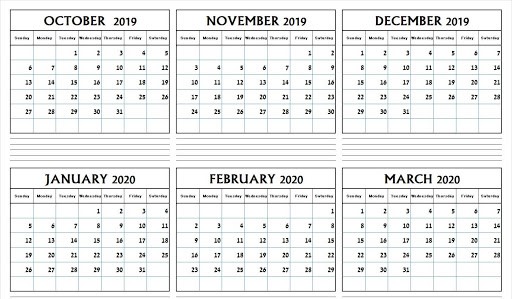 OCTOBER 2019
Sunday Monday Tuesday Wednesday Thursday Friday Saturday
1 2 3 4 5
6 7 8 9 10 11 12
13 14 15 16 17 18 19
20 21 22 23 24 25 26
27 28 29 30 31
NOVEMBER 2019
Sunday Monday Tuesday Wednesday Thursday Friday Saturday
1 2
3 4 5 6 7 8 9
10 11 12 13 14 15 16
17 18 19 20 21 22 23
24 25 26 27 28 29 30
DECEMBER 2019
Sunday Monday Tuesday Wednesday Thursday Friday Saturday
1 2 3 4 5 6 7
8 9 10 11 12 13 14
15 16 17 18 19 20 21
22 23 24 25 26 27 28
29 30 31
JANUARY 2020
Sunday Monday Tuesday Wednesday Thursday Friday Saturday
1 2 3 4
5 6 7 8 9 10 11
12 13 14 15 16 17 18
19 20 21 22 23 24 25
26 27 28 29 30 31
FEBRUARY 2020
Sunday Monday Tuesday Wednesday Thursday Friday Saturday
1
2 3 4 5 6 7 8
9 10 11 12 13 14 15
16 17 18 19 20 21 22
23 24 25 26 27 28 29
MARCH 2020
Sunday Monday Tuesday Wednesday Thursday Friday Saturday
1 2 3 4 5 6 7
8 9 10 11 12 13 14
15 16 17 18 19 20 21
22 23 24 25 26 27 28
29 30 31